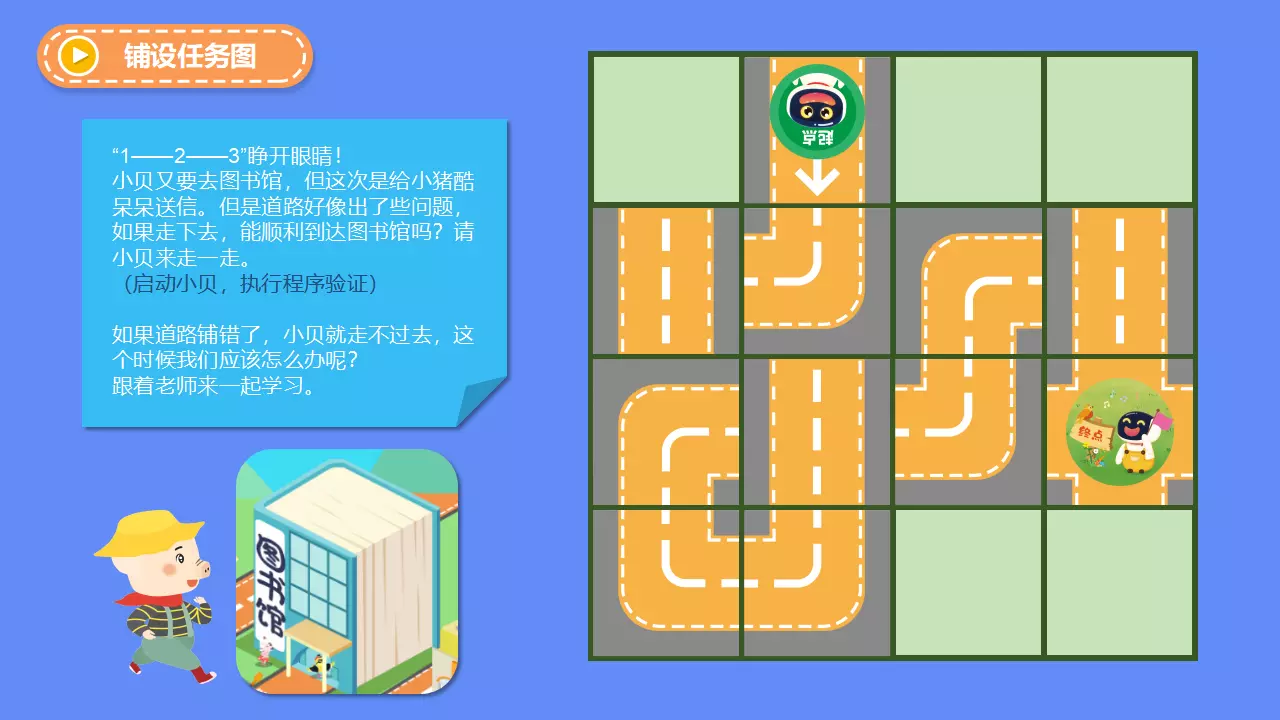 铺设任务图
“1——2——3”睁开眼睛！
小贝又要去图书馆，但这次是给小猪酷
呆呆送信。但是道路好像出了些问题，
如果走下去，能顺利到达图书馆吗？请
小贝来走一走。
（启动小贝，执行程序验证）
如果道路铺错了，小贝就走不过去，这
个时候我们应该怎么办呢？
跟着老师来一起学习。
图书馆
起点
终点